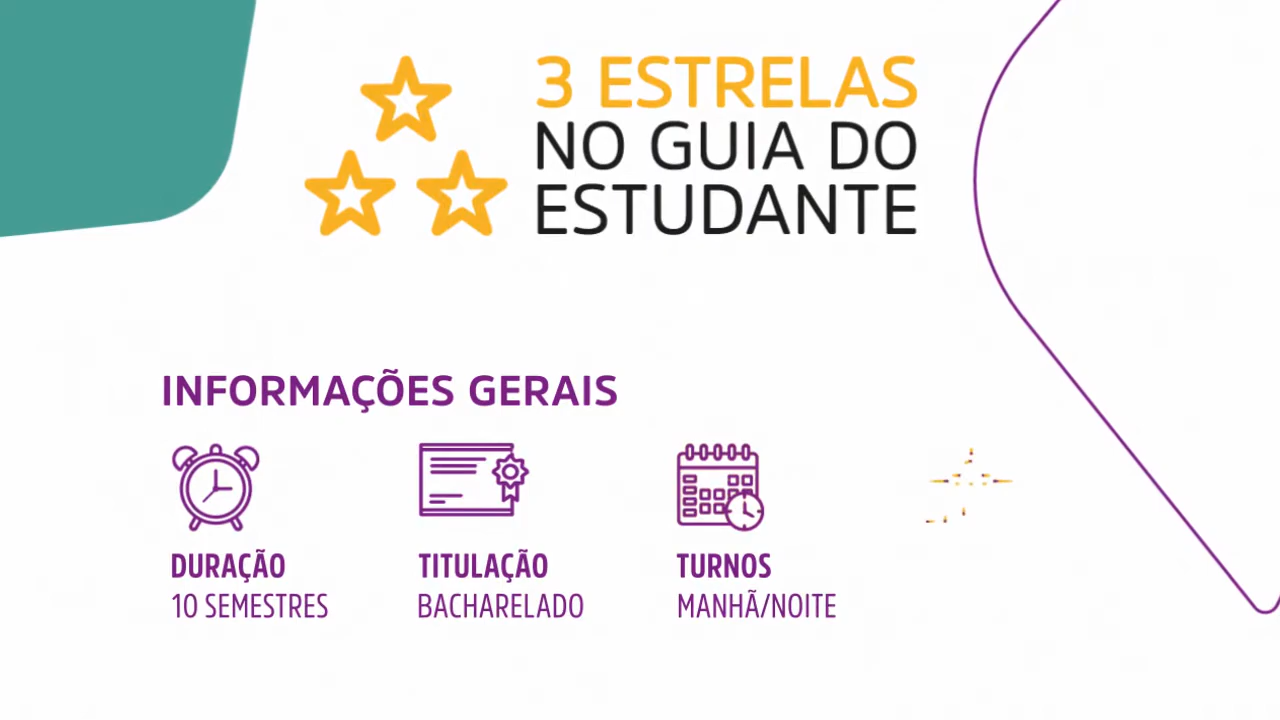 3 ESTRELAS
NO GUIA DO
ESTUDANTE
INFORMAÇÕES GERAIS
DURAÇÃO
10 SEMESTRES
TITULAÇÃO
BACHARELADO
TURNOS
MANHÃ/NOITE